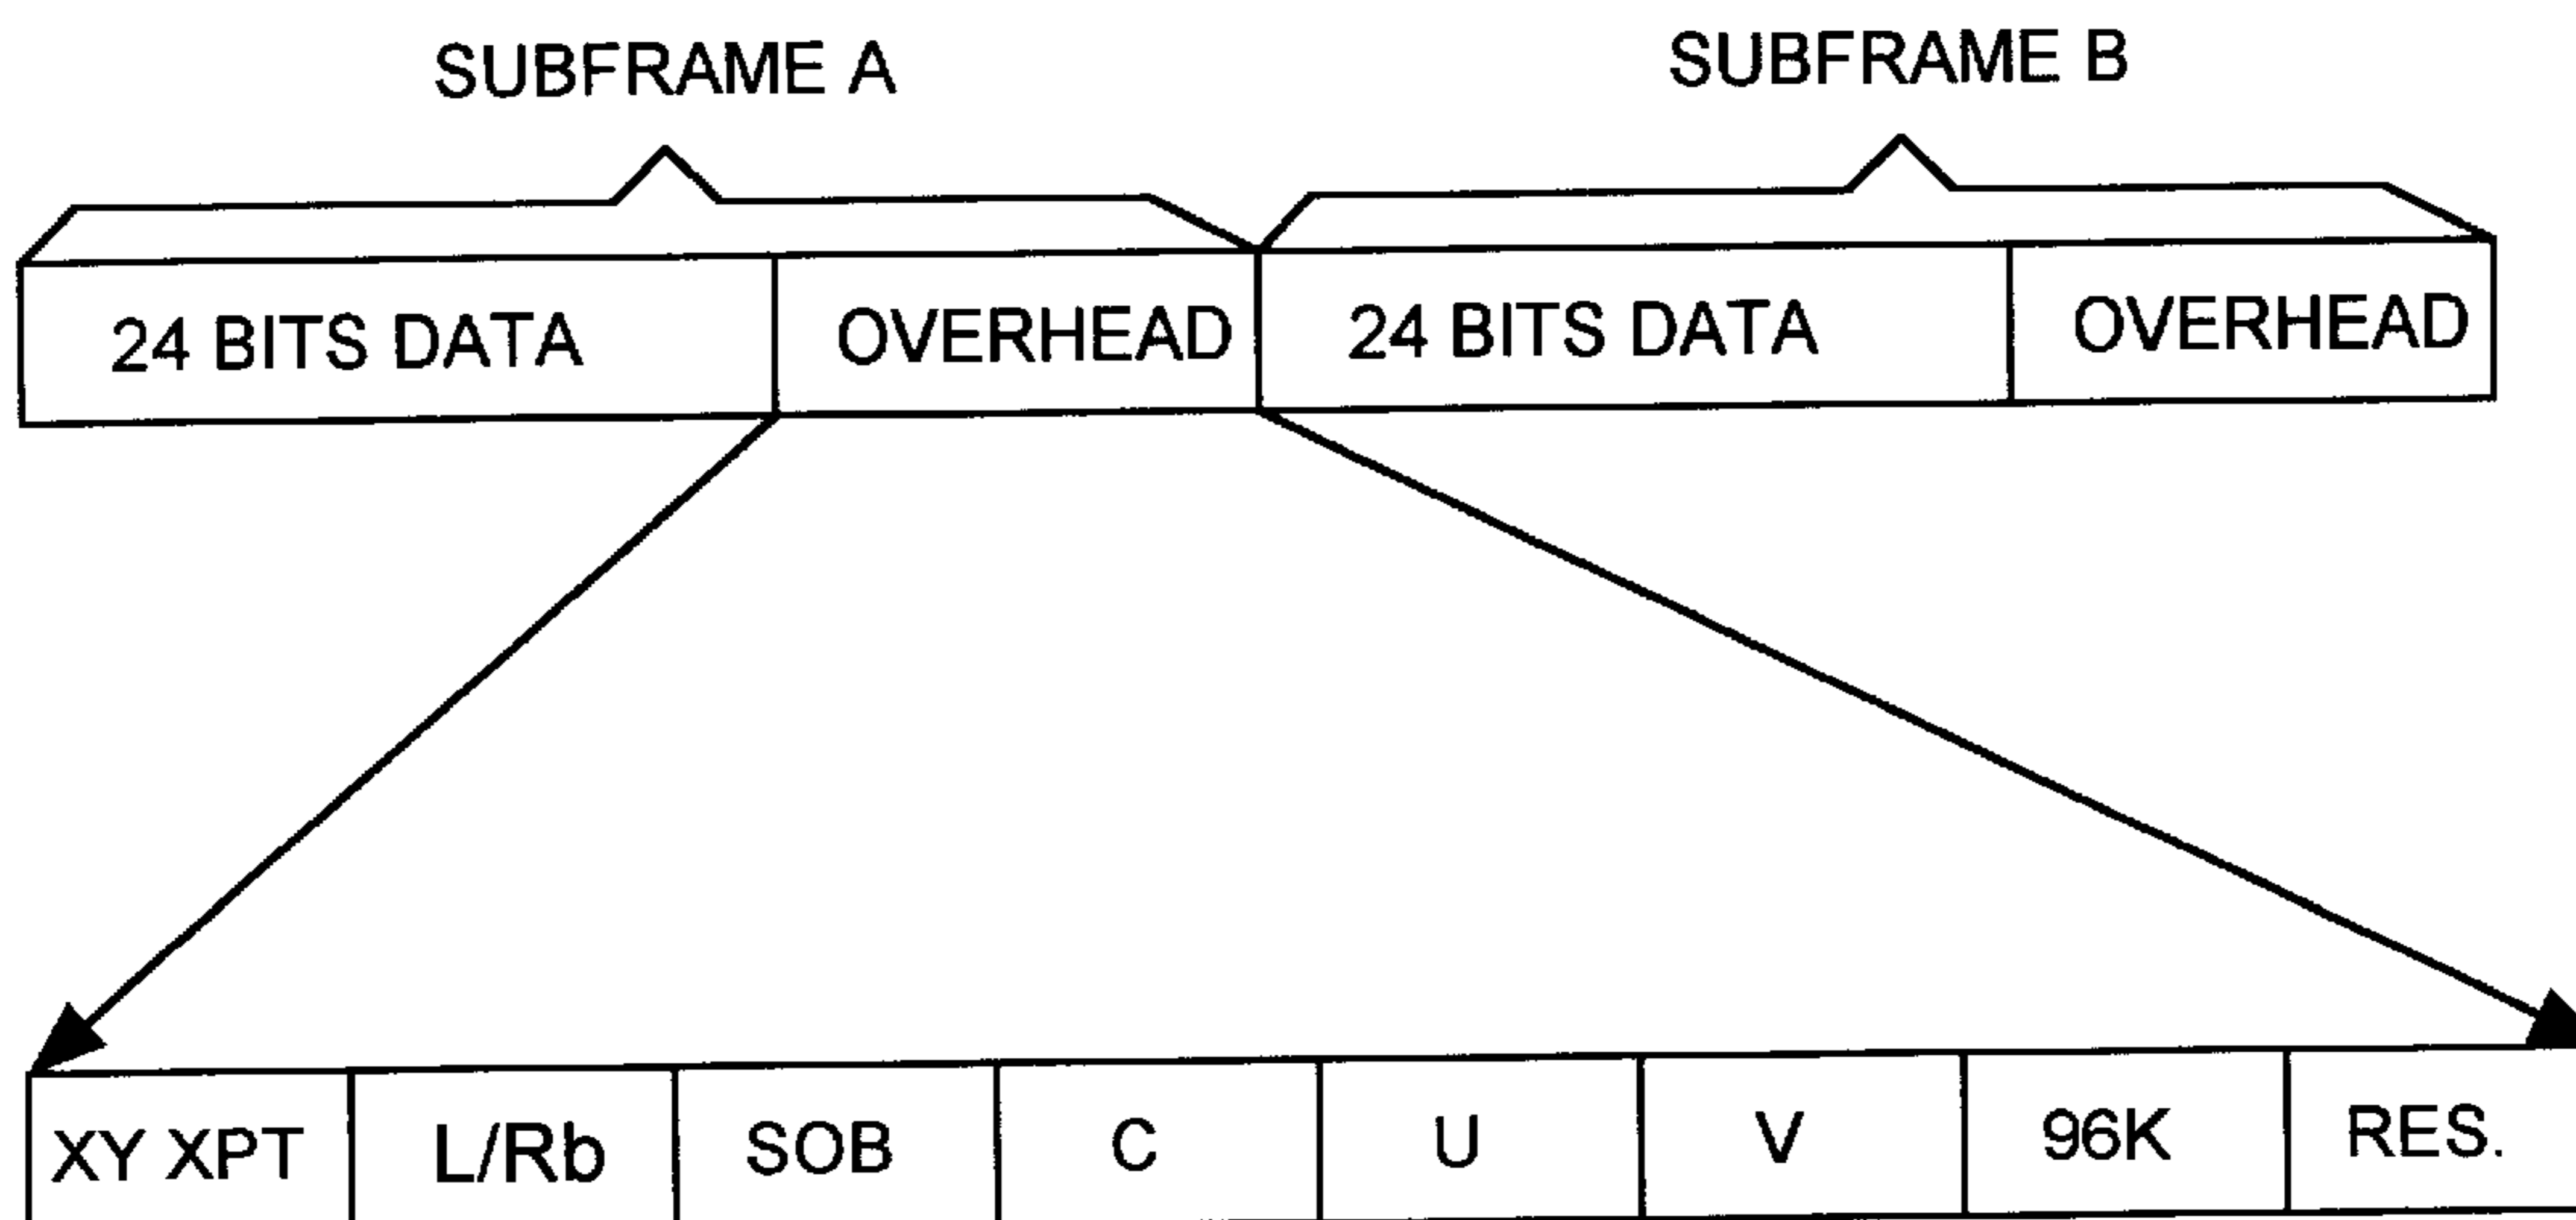 SUBFRAME A SUBFRAME B
24 BITS DATA OVERHEAD 24 BITS DATA OVERHEAD
XY XPT L/Rb SOB C U V 96K RES.